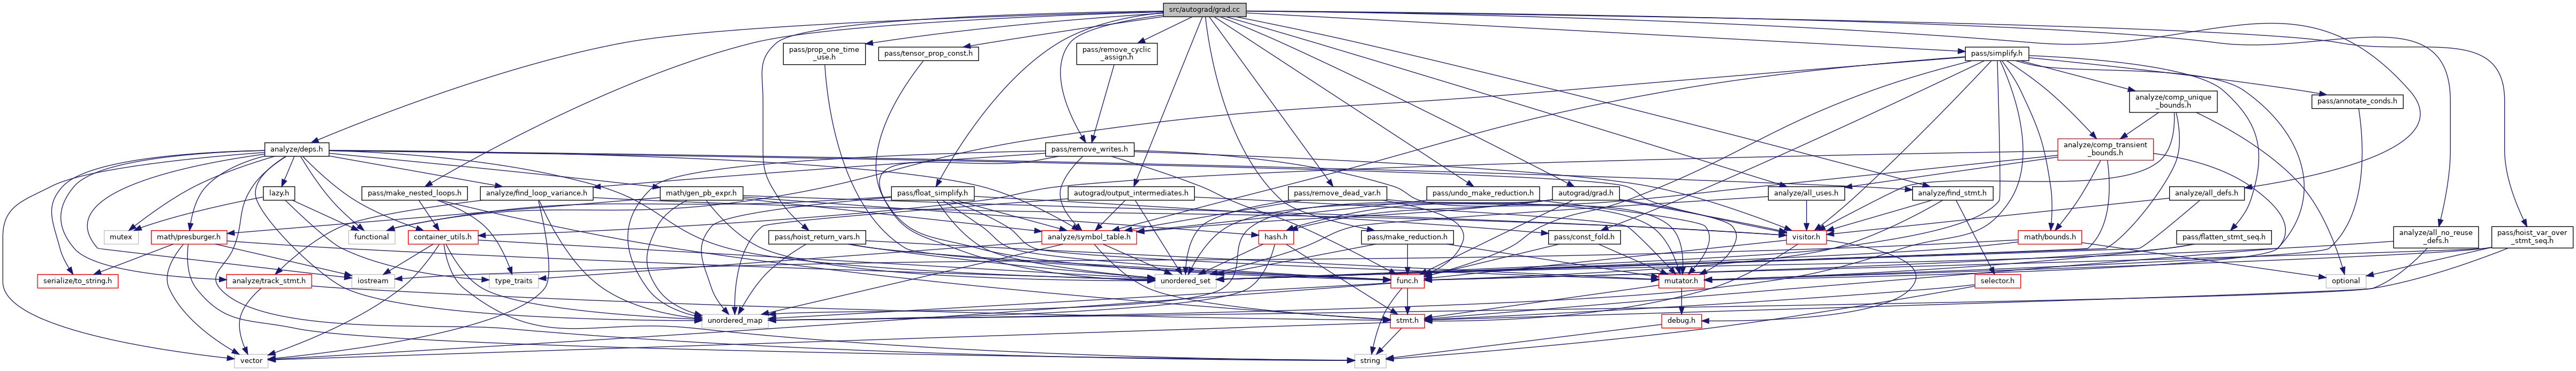 src/autograd/grad.cc
pass/prop_one_time
_use.h
pass/tensor_prop_const.h
pass/remove_cyclic
_assign.h
pass/simplify.h
analyze/comp_unique
_bounds.h
pass/annotate_conds.h
analyze/deps.h
pass/remove_writes.h
analyze/comp_transient
_bounds.h
lazy.h
pass/make_nested_loops.h
analyze/find_loop_variance.h
math/gen_pb_expr.h
pass/float_simplify.h
autograd/output_intermediates.h
pass/remove_dead_var.h
pass/undo_make_reduction.h
autograd/grad.h
analyze/all_uses.h
analyze/find_stmt.h
analyze/all_defs.h
mutex
math/presburger.h
functional
container_utils.h
pass/hoist_return_vars.h
analyze/symbol_table.h
hash.h
pass/make_reduction.h
pass/const_fold.h
visitor.h
math/bounds.h
pass/flatten_stmt_seq.h
analyze/all_no_reuse
_defs.h
pass/hoist_var_over
_stmt_seq.h
serialize/to_string.h
analyze/track_stmt.h
iostream
type_traits
unordered_set
func.h
mutator.h
selector.h
optional
unordered_map
stmt.h
debug.h
vector
string